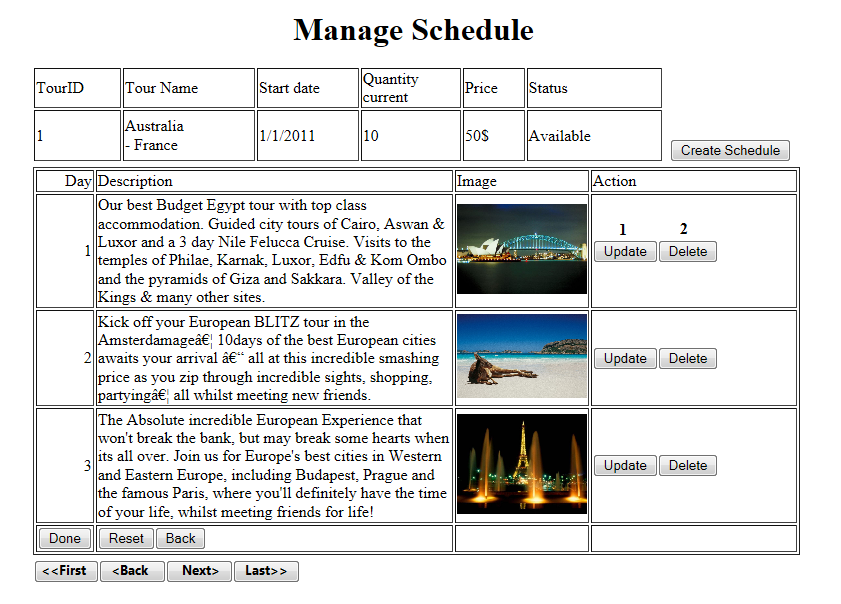 Manage Schedule
TourID Tour Name Start date Quantity current Price Status
1 Australia - France 1/1/2011 10 50$ Available
Create Schedule
Day Description Image Action
Our best Budget Egypt tour with top class
accommodation. Guided city tours of Cairo, Aswan &
Luxor and a 3 day Nile Felucca Cruise. Visits to the
temples of Philae, Karnak, Luxor, Edfu & Kom Ombo
and the pyramids of Giza and Sakkara. Valley of the
Kings & many other sites.
1
1 2
Update Delete
Kick off your European BLITZ tour in the
Amsterdamageâ€¦ 10days of the best European cities
awaits your arrival â€“ all at this incredible smashing
price as you zip through incredible sights, shopping,
partyingâ€¦ all whilst meeting new friends.
2
Update Delete
The Absolute incredible European Experience that
won't break the bank, but may break some hearts when
its all over. Join us for Europe's best cities in Western
and Eastern Europe, including Budapest, Prague and
the famous Paris, where you'll definitely have the time
of your life, whilst meeting friends for life!
3
Update Delete
Done Reset Back
<<First <Back Next> Last>>